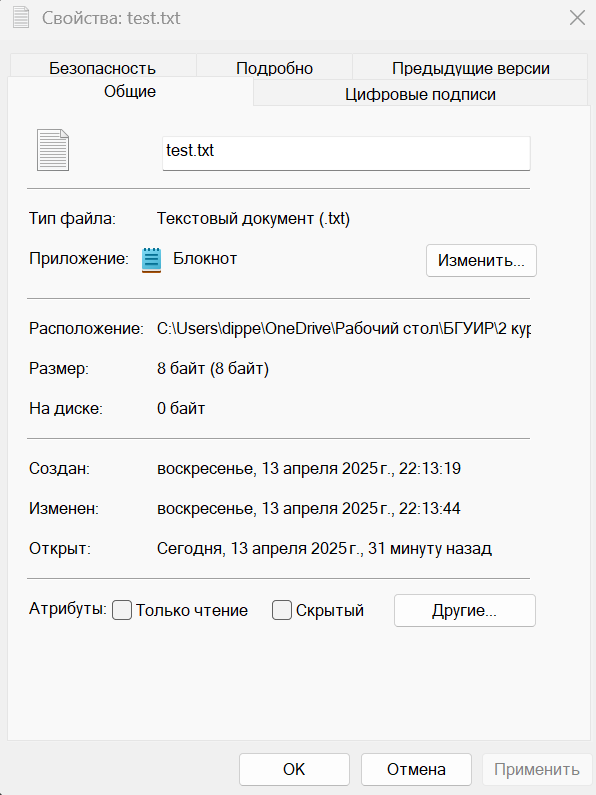 Свойства: test.txt
Безопасность Подробно Предыдущие версии
Общие Цифровые подписи
test.txt
Тип файла: Текстовый документ (.txt)
Приложение: Блокнот Изменить...
Расположение: C:\Users\dippe\OneDrive\Рабочий стол\БГУИР\2 кур
Размер: 8 байт (8 байт)
На диске: 0 байт
Создан: воскресенье, 13 апреля 2025 г., 22:13:19
Изменен: воскресенье, 13 апреля 2025 г., 22:13:44
Открыт: Сегодня, 13 апреля 2025 г., 31 минуту назад
Атрибуты: Только чтение Скрытый Другие...
OK Отмена Применить